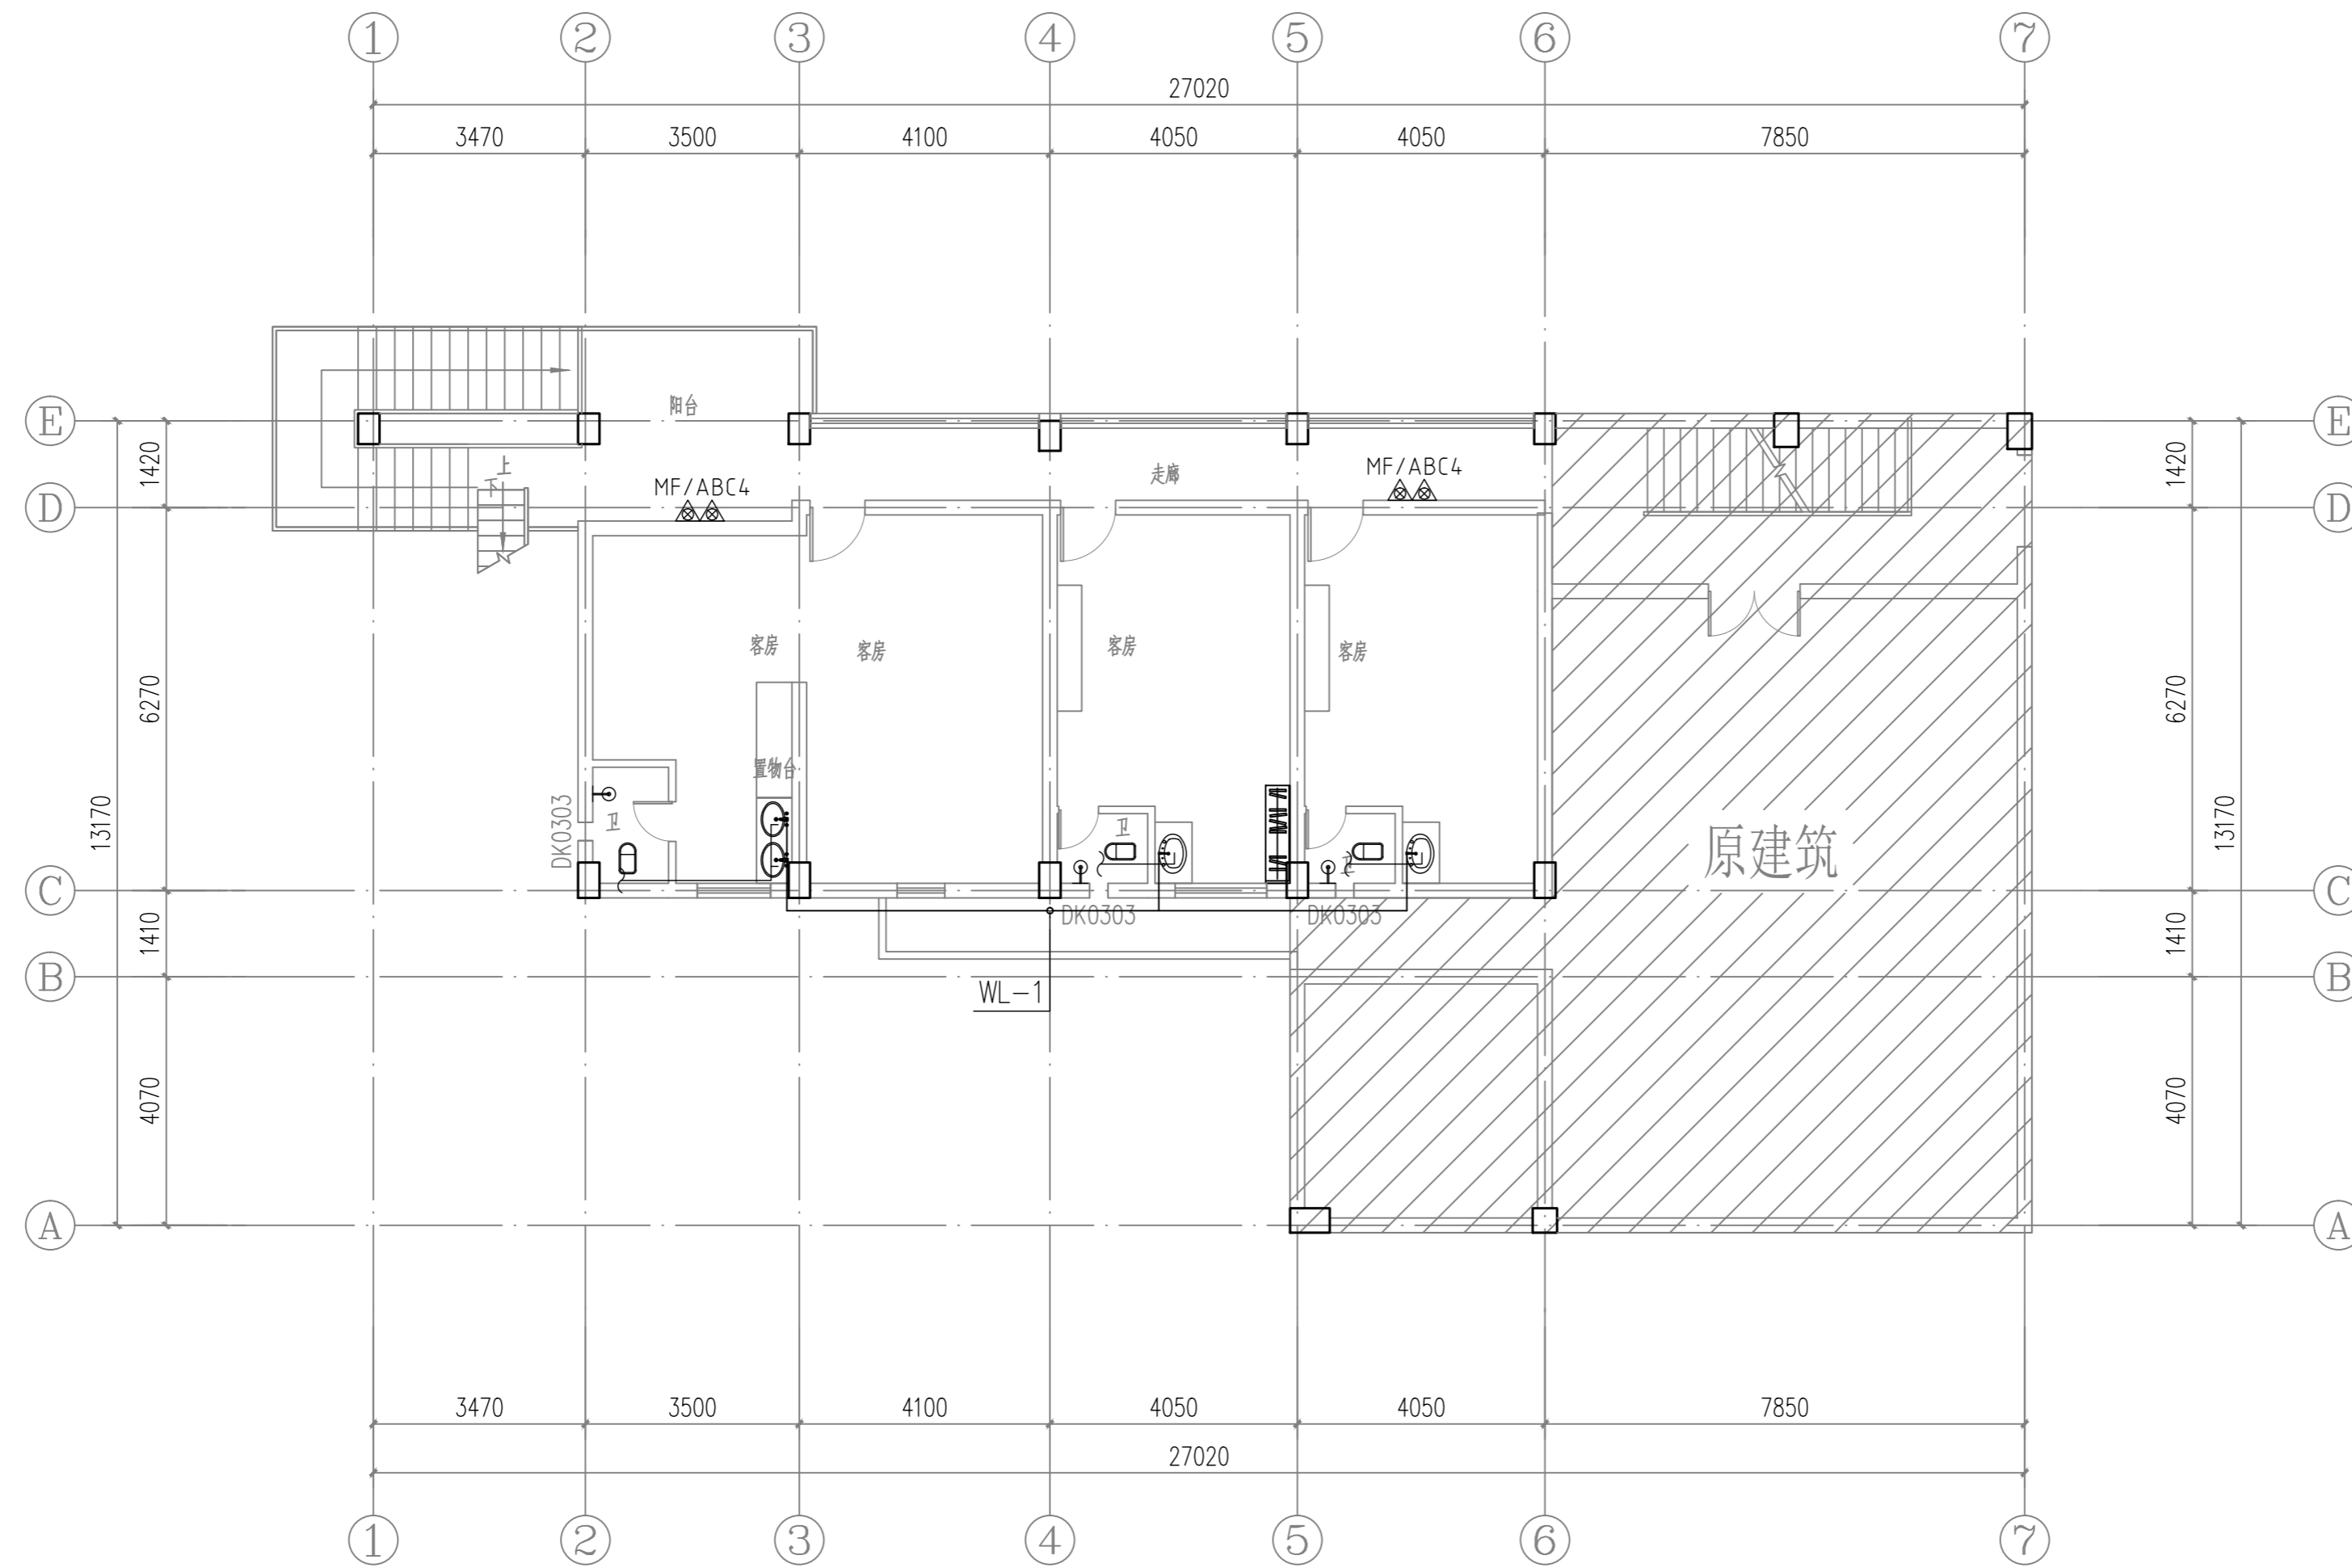 1 2 3 4 5 6 7
27020
3470 3500 4100 4050 4050 7850
阳台
E E
1420 上 走廊 MF/ABC4 1420
下 MF/ABC4
D D
客房 客房 客房 客房
6270 6270
置物台
13170 DK0303 卫 卫 卫 原建筑 13170
C C
DK0303 DK0303
1410 1410
B B
WL-1
4070 4070
A A
3470 3500 4100 4050 4050 7850
27020
1 2 3 4 5 6 7